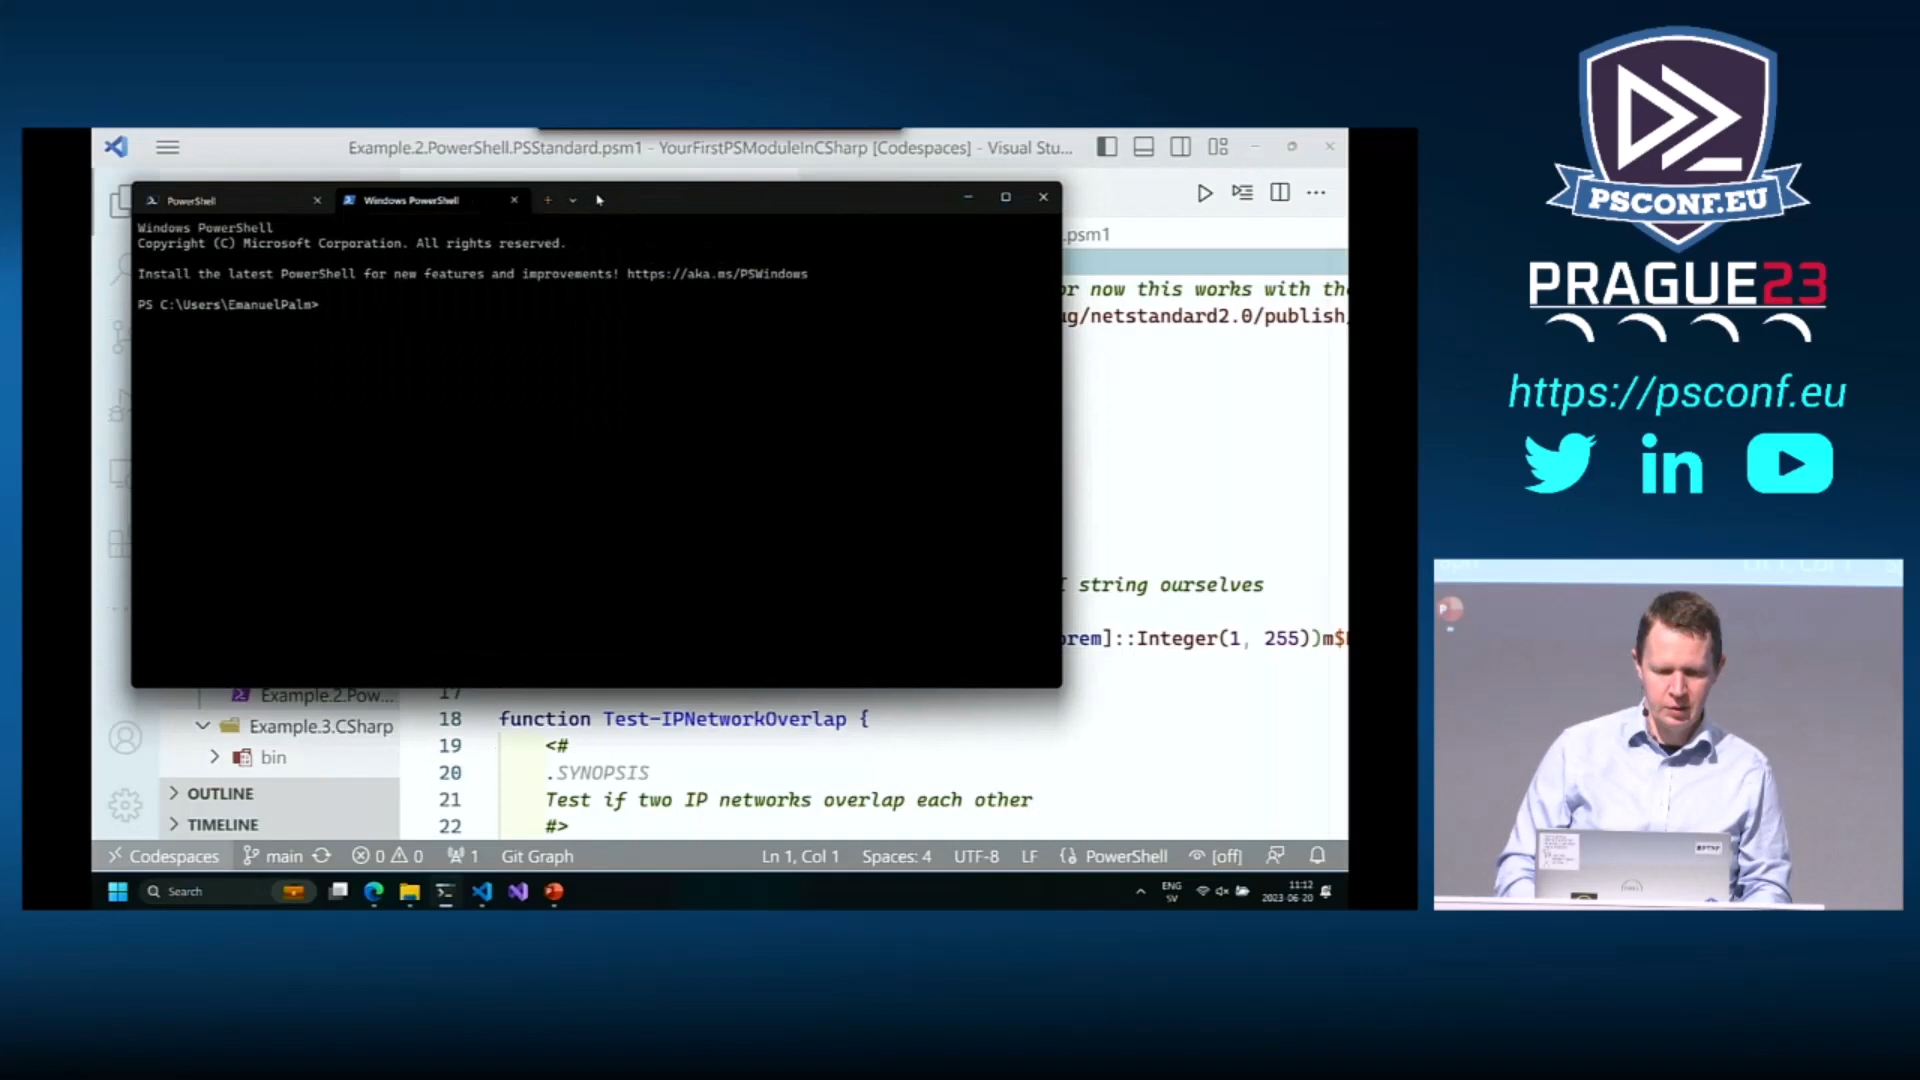 Example.2.PowerShell.PSStandard.psm1 - YourFirstPSModuleInCSharp [Codespaces] - Visual Stu...
PowerShell
Windows PowerShell
Windows PowerShell
Copyright (C) Microsoft Corporation. All rights reserved.
Install the latest PowerShell for new features and improvements! https://aka.ms/PSWindows
PS C:\Users\EmanuelPalm>
.psm1
or now this works with the
ug/netstandard2.0/publish/
string ourselves
]::Integer(1, 255))m$
Example.2.Pow...
17
18 function Test-IPNetworkOverlap {
Example.3.CSharp
19 <#
bin
20 .SYNOPSIS
OUTLINE
21 Test if two IP networks overlap each other
TIMELINE
22 #>
Codespaces main 0 0 1 Git Graph Ln 1, Col 1 Spaces: 4 UTF-8 LF PowerShell [off]
Search
ENG
SV
11:12
2023-06-20
PSCONF.EU
PRAGUE23
https://psconf.eu
in
DELL